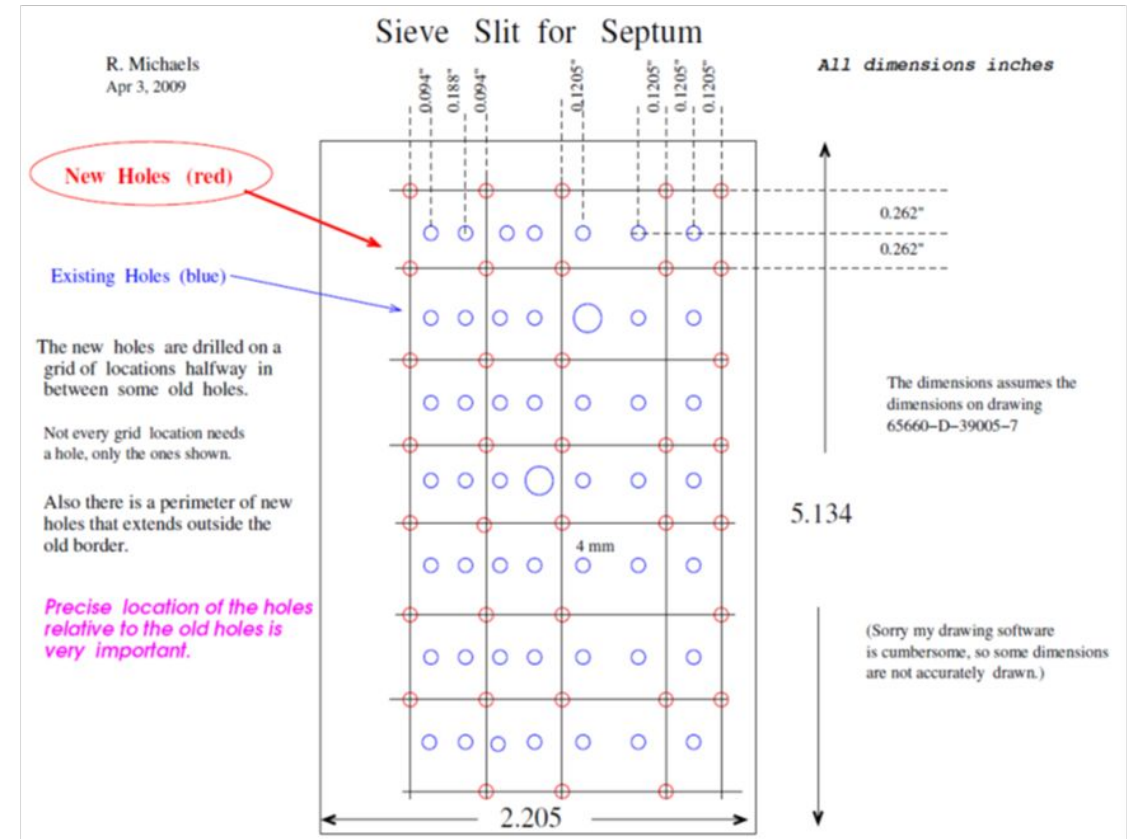 Sieve Slit for Septum
R. Michaels
Apr 3, 2009
All dimensions inches
0.094"
0.188"
0.094"
0.1205"
0.1205"
0.1205"
0.1205"
New Holes (red)
0.262"
0.262"
Existing Holes (blue)
The new holes are drilled on a
grid of locations halfway in
between some old holes.
Not every grid location needs
a hole, only the ones shown.
Also there is a perimeter of new
holes that extends outside the
old border.
Precise location of the holes
relative to the old holes is
very important.
The dimensions assumes the
dimensions on drawing
65660-D-39005-7
5.134
4 mm
(Sorry my drawing software
is cumbersome, so some dimensions
are not accurately drawn.)
2.205